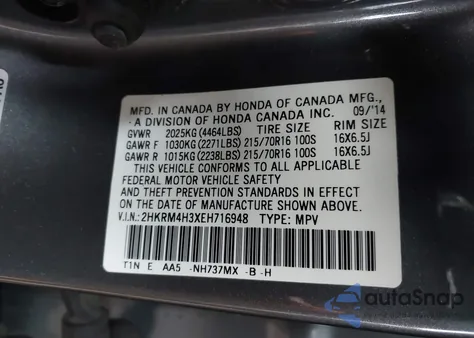 MFD. IN CANADA BY HONDA OF CANADA MFG.,
A DIVISION OF HONDA CANADA INC. 09/'14
GVWR 2025KG (4464LBS) TIRE SIZE RIM SIZE
GAWR F 1030KG (2271LBS) 215/70R16 100S 16X6.5J
GAWR R 1015KG (2238LBS) 215/70R16 100S 16X6.5J
THIS VEHICLE CONFORMS TO ALL APPLICABLE
FEDERAL MOTOR VEHICLE SAFETY, BUMPER,
AND THEFT PREVENTION STANDARDS IN EFFECT
ON THE DATE OF MANUFACTURE SHOWN ABOVE.
V.I.N.: 2HKRM4H3XEH716948 TYPE: MPV
T1N E AA5 -NH737MX -B -H
autoSnap